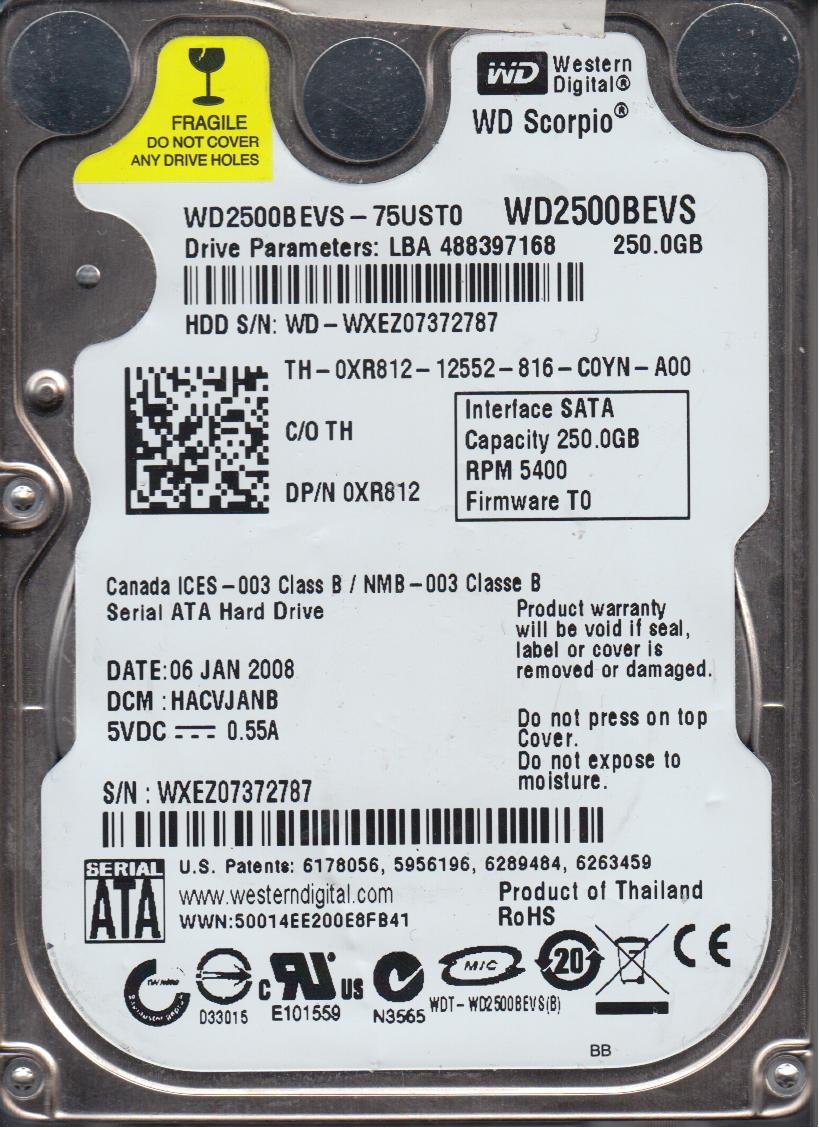 FRAGILE
DO NOT COVER
ANY DRIVE HOLES
WD Western
Digital®
WD Scorpio®
WD2500BEVS-75UST0 WD2500BEVS
Drive Parameters: LBA 488397168 250.0GB
HDD S/N: WD-WXEZ07372787
TH-0XR812-12552-816-C0YN-A00
C/O TH
DP/N 0XR812
Interface SATA
Capacity 250.0GB
RPM 5400
Firmware T0
Canada ICES-003 Class B / NMB-003 Classe B
Serial ATA Hard Drive
Product warranty
will be void if seal,
label or cover is
removed or damaged.
DATE:06 JAN 2008
DCM : HACVJANB
5VDC 0.55A
Do not press on top
Cover.
Do not expose to
moisture.
S/N : WXEZ07372787
SERIAL
ATA
U.S. Patents: 6178056, 5956196, 6289484, 6263459
www.westerndigital.com
WWN:50014EE200E8FB41
Product of Thailand
RoHS
D33015
C RU US
E101559
N3565
MIC
WDT-WD2500BEVS(B)
20
CE
BB